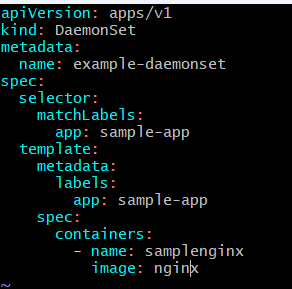 apiVersion: apps/v1
kind: DaemonSet
metadata:
  name: example-daemonset
spec:
  selector:
    matchLabels:
      app: sample-app
  template:
    metadata:
      labels:
        app: sample-app
    spec:
      containers:
        - name: samplenginx
          image: nginx
~